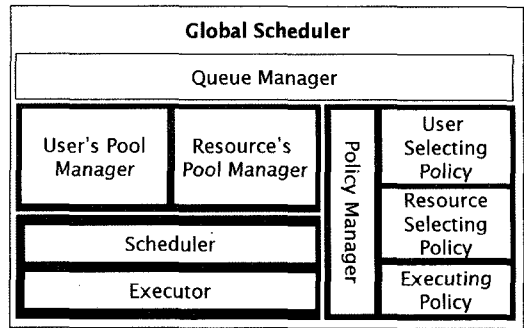 Global Scheduler
Queue Manager
User's Pool
Manager
Resource's
Pool Manager
Scheduler
Executor
Policy Manager
User
Selecting
Policy
Resource
Selecting
Policy
Executing
Policy